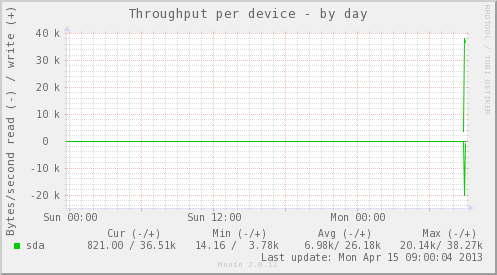 Throughput per device - by day
Bytes/second read (-) / write (+)
RRDTOOL / TOBI OETIKER
40 k
30 k
20 k
10 k
0
-10 k
-20 k
Sun 00:00 Sun 12:00 Mon 00:00
Cur (-/+) Min (-/+) Avg (-/+) Max (-/+)
sda 821.00 / 36.51k 14.16 / 3.78k 6.98k/ 26.18k 20.14k/ 38.27k
Last update: Mon Apr 15 09:00:04 2013
Munin 2.0.12